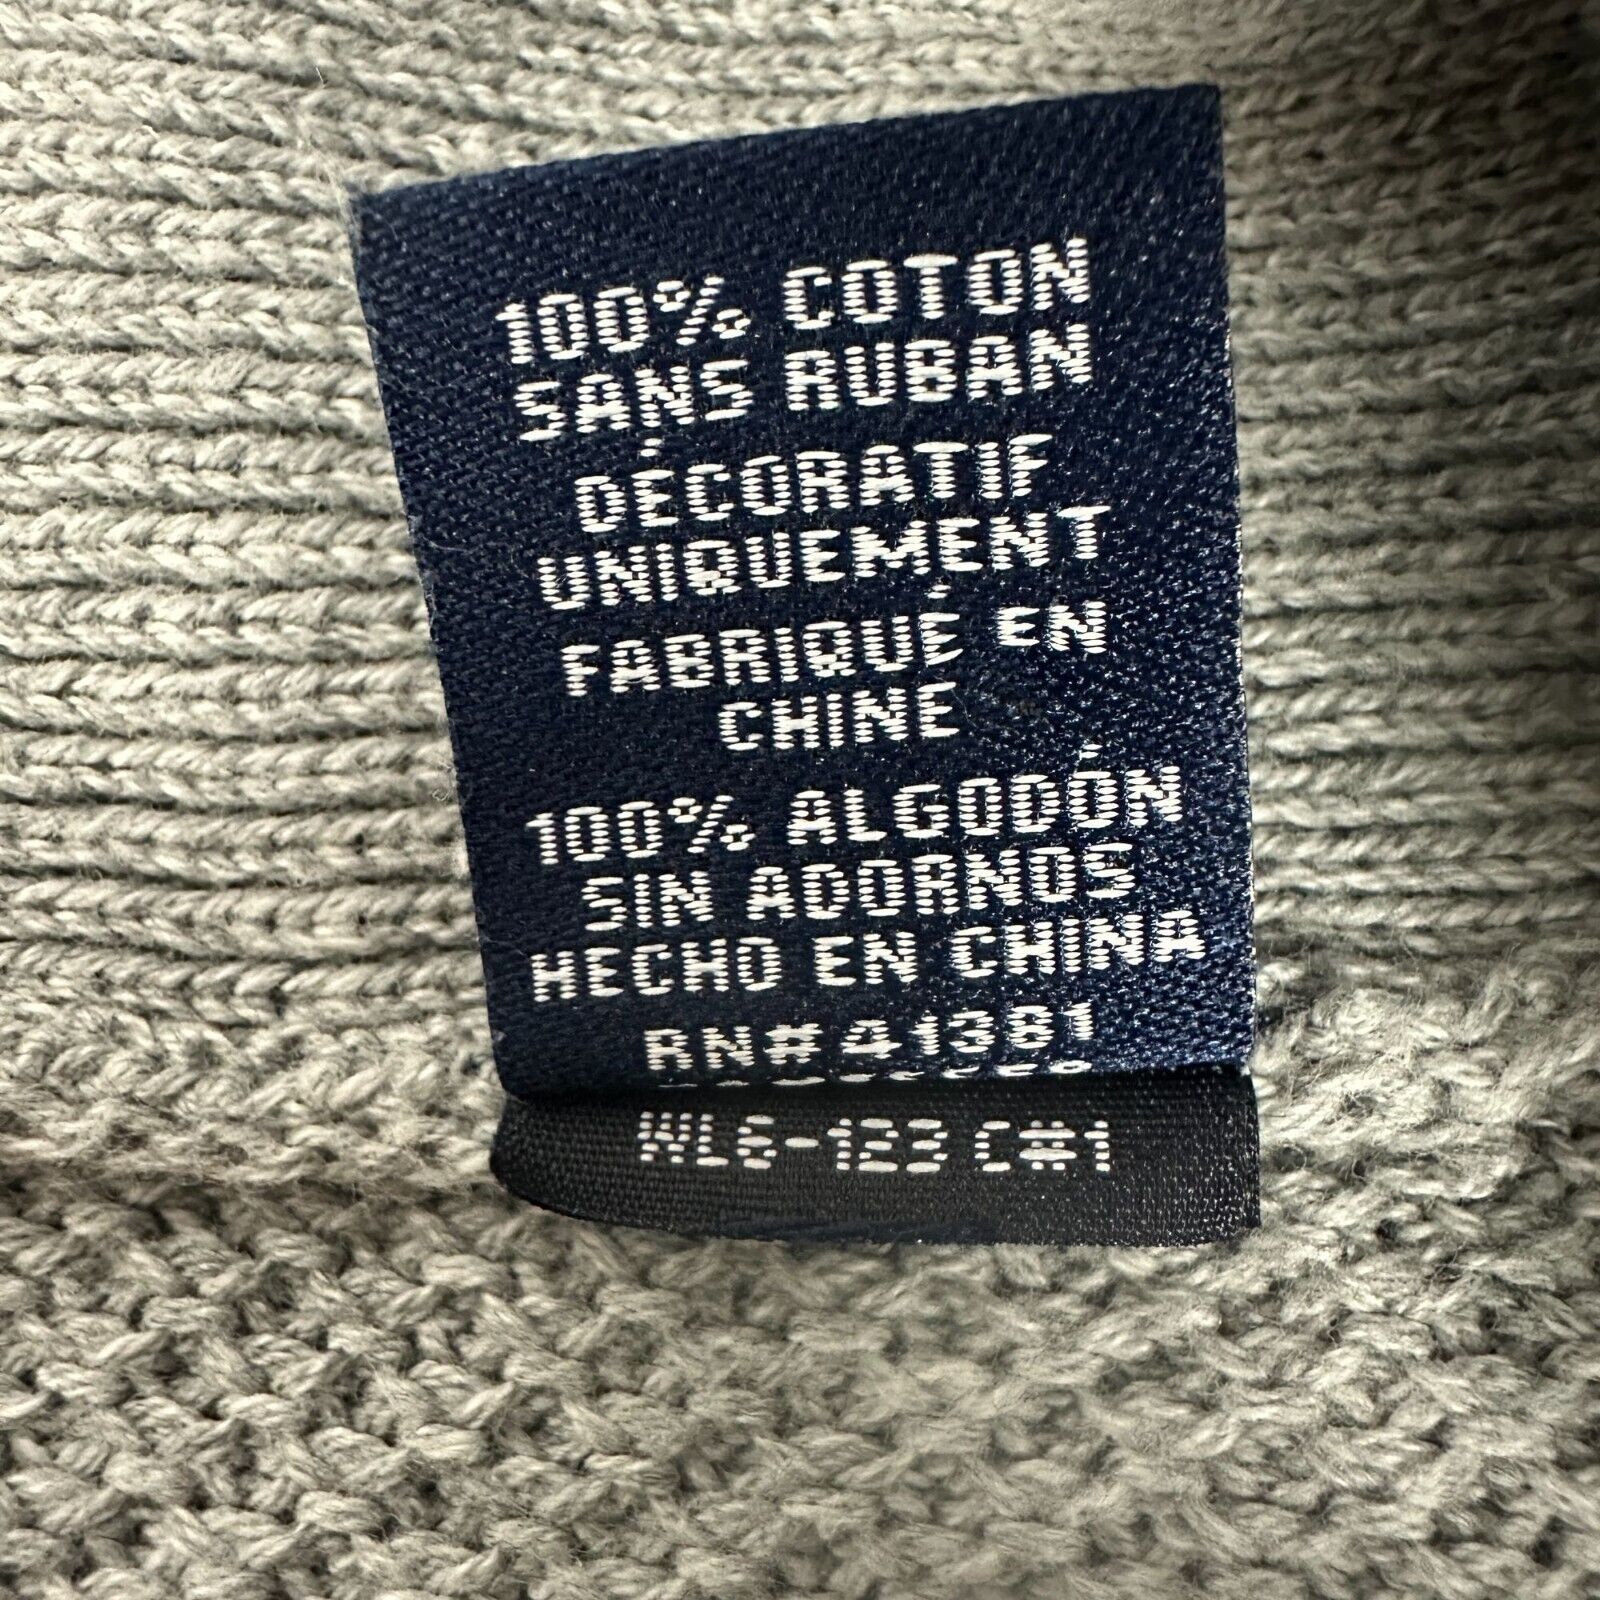 100% COTON
SANS RUBAN
DÉCORATIF
UNIQUEMENT
FABRIQUÉ EN
CHINE
100% ALGODÓN
SIN ADORNOS
HECHO EN CHINA
RN#41381
WL6-123 C#1